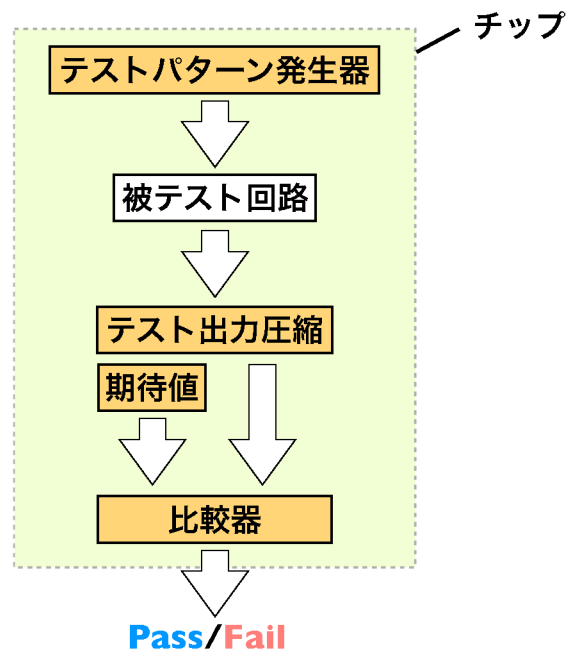 チップ
テストパターン発生器
被テスト回路
テスト出力圧縮
期待値
比較器
Pass/Fail